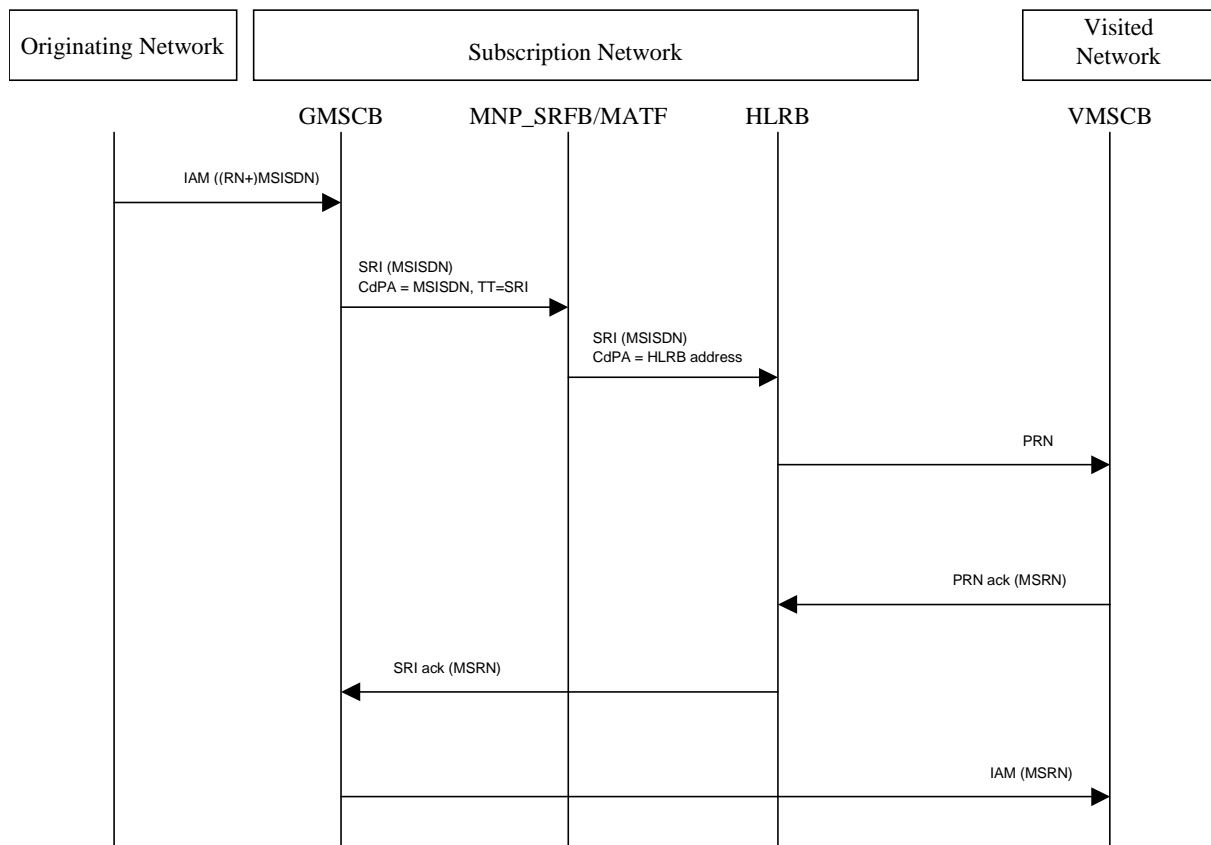 Originating Network
Subscription Network
Visited
Network
GMSCB
MNP_SRFB/MATF
HLRB
VMSCB
IAM ((RN+)MSISDN)
SRI (MSISDN)
CdPA = MSISDN, TT=SRI
SRI (MSISDN)
CdPA = HLRB address
PRN
PRN ack (MSRN)
SRI ack (MSRN)
IAM (MSRN)